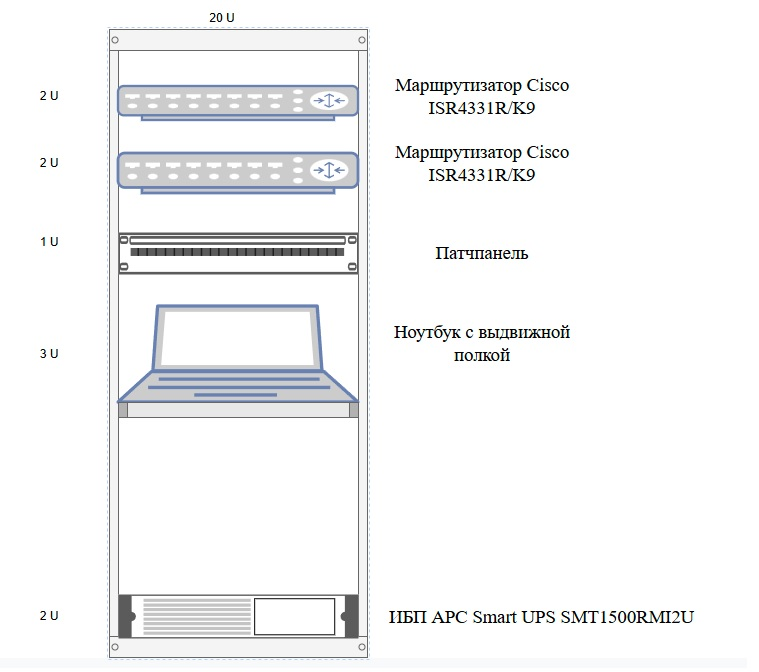 20 U
2 U
Маршрутизатор Cisco
ISR4331R/K9
2 U
Маршрутизатор Cisco
ISR4331R/K9
1 U
Патчпанель
3 U
Ноутбук с выдвижной
полкой
2 U
ИБП APC Smart UPS SMT1500RMI2U